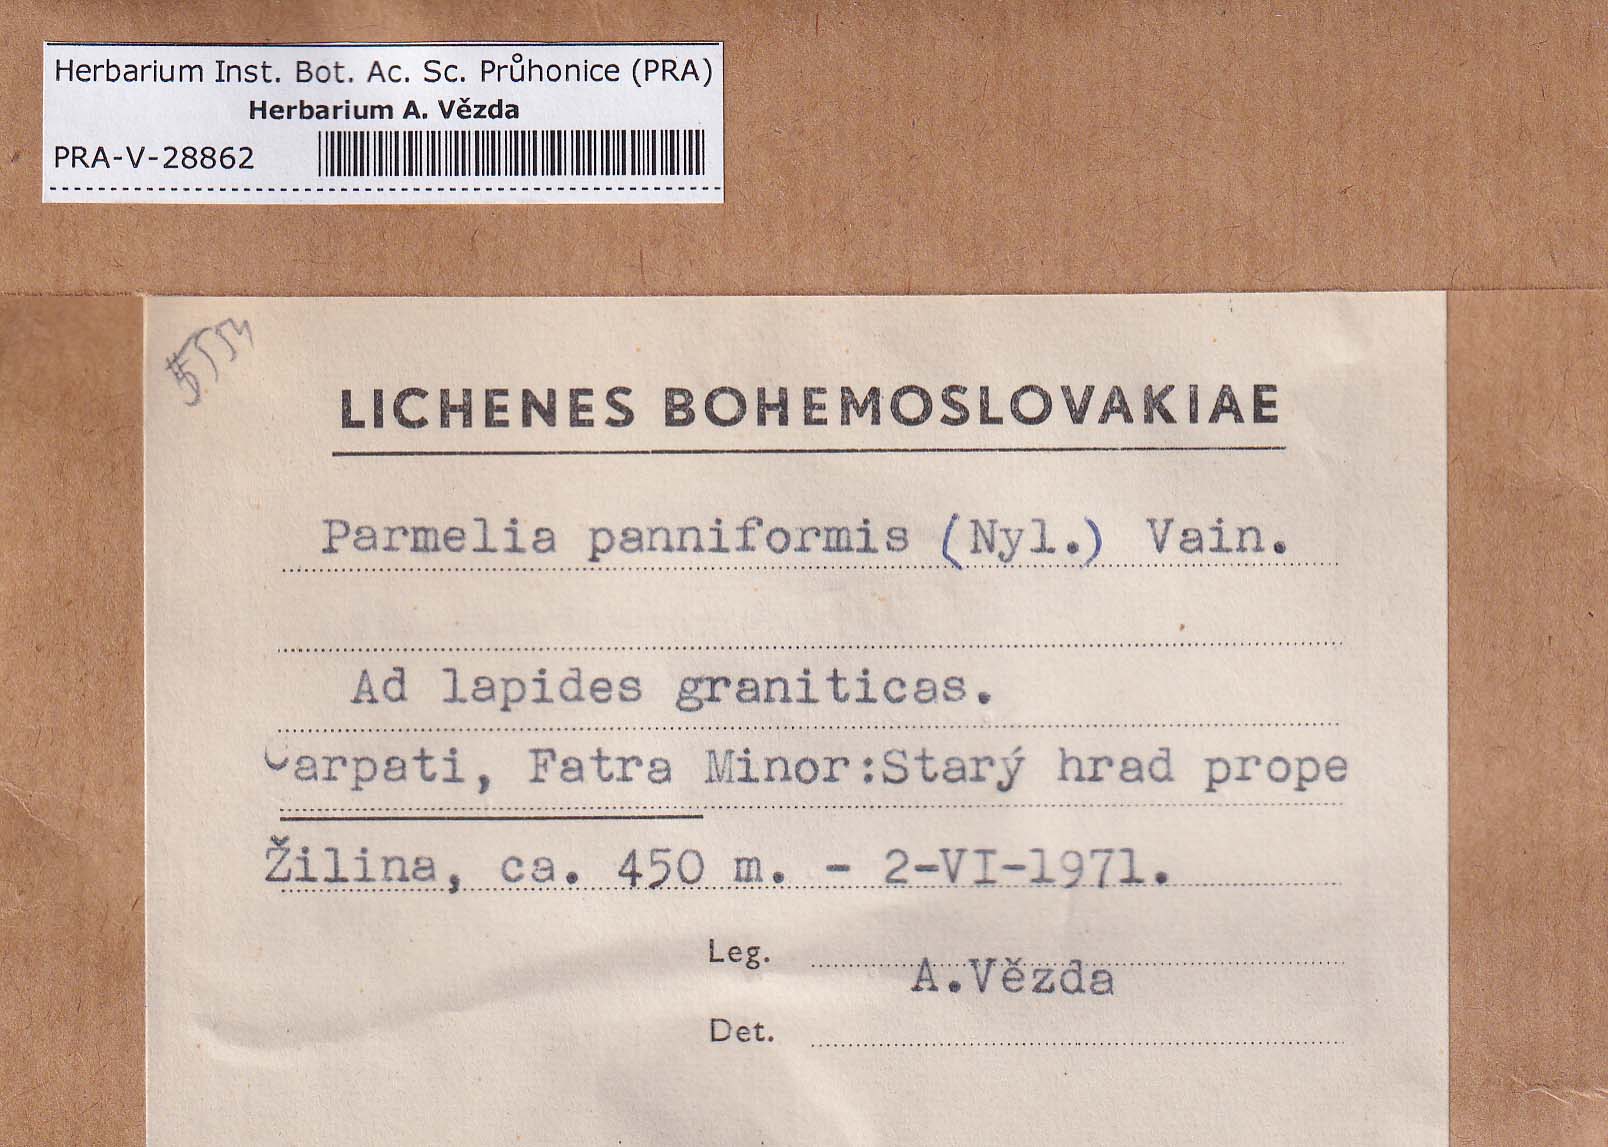 Herbarium Inst. Bot. Ac. Sc. Průhonice (PRA)
Herbarium A. Vězda
PRA-V-28862
LICHENES BOHEMOSLOVAKIAE
Parmelia panniformis (Nyl.) Vain.
Ad lapides graniticas.
Carpati, Fatra Minor:Starý hrad prope
Žilina, ca. 450 m. - 2-VI-1971.
Leg. A.Vězda
Det.